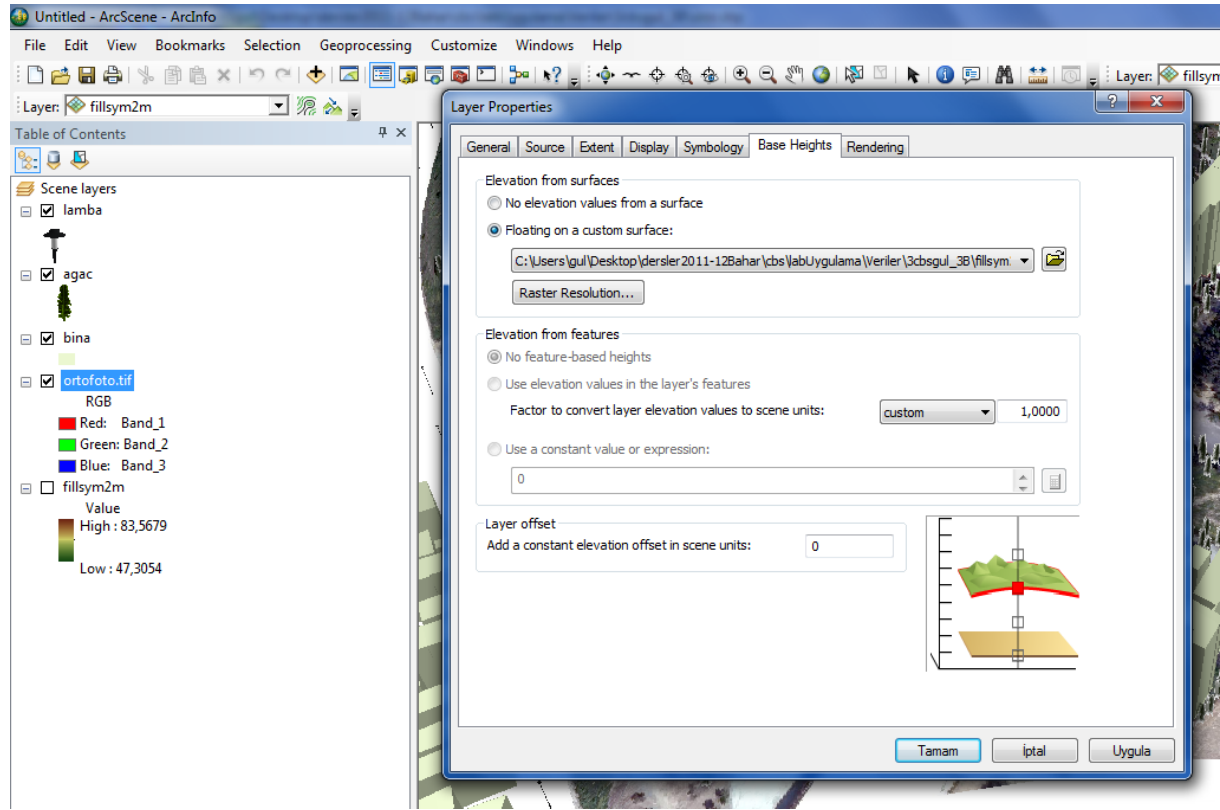 Untitled - ArcScene - ArcInfo
File Edit View Bookmarks Selection Geoprocessing Customize Windows Help
Layer: fillsym
Layer: fillsym2m
Table of Contents
Scene layers
lamba
agac
bina
ortofoto.tif
RGB
Red: Band_1
Green: Band_2
Blue: Band_3
fillsym2m
Value
High : 83,5679
Low : 47,3054
Layer Properties
General Source Extent Display Symbology Base Heights Rendering
Elevation from surfaces
No elevation values from a surface
Floating on a custom surface:
C:\Users\gul\Desktop\dersler2011-12Bahar\cbs\labUygulama\Veriler\3cbsgul_3B\fillsym
Raster Resolution...
Elevation from features
No feature-based heights
Use elevation values in the layer's features
Factor to convert layer elevation values to scene units: custom 1,0000
Use a constant value or expression:
0
Layer offset
Add a constant elevation offset in scene units: 0
Tamam İptal Uygula